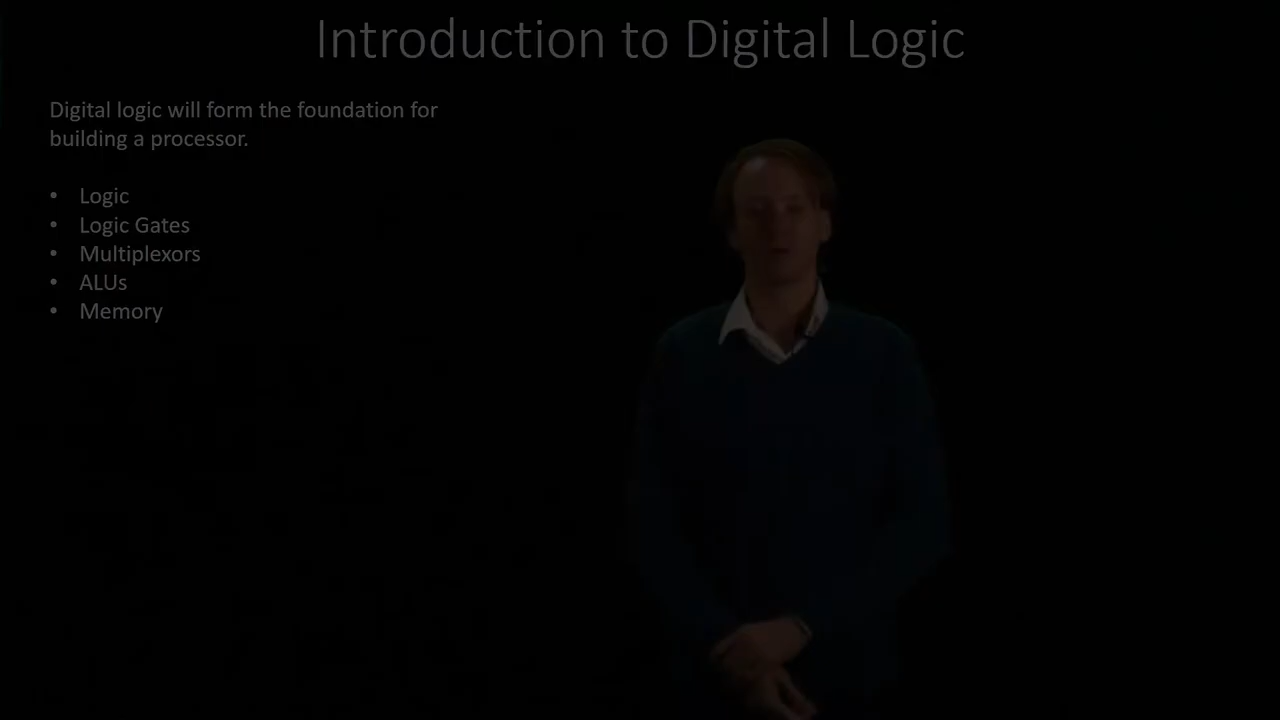 Introduction to Digital Logic
Digital logic will form the foundation for
building a processor.
• Logic
• Logic Gates
• Multiplexors
• ALUs
• Memory